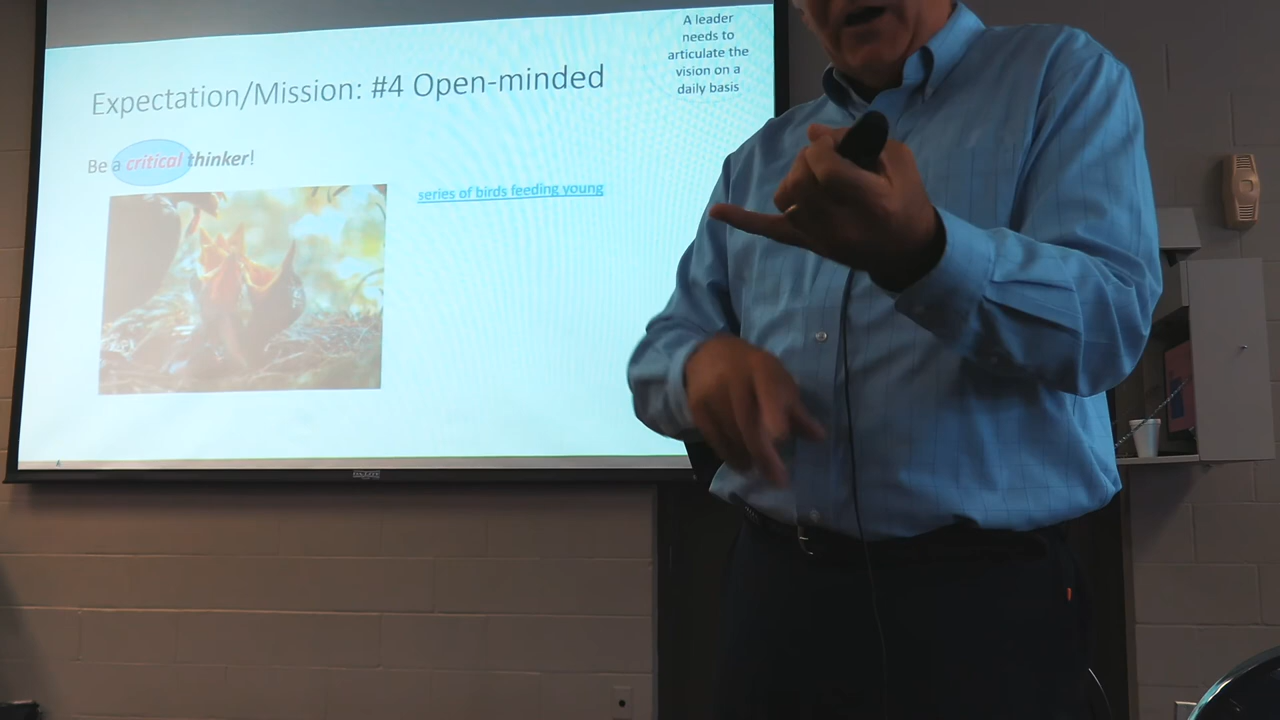 A leader
needs to
articulate the
vision on a
daily basis
Expectation/Mission: #4 Open-minded
Be a critical thinker!
series of birds feeding young